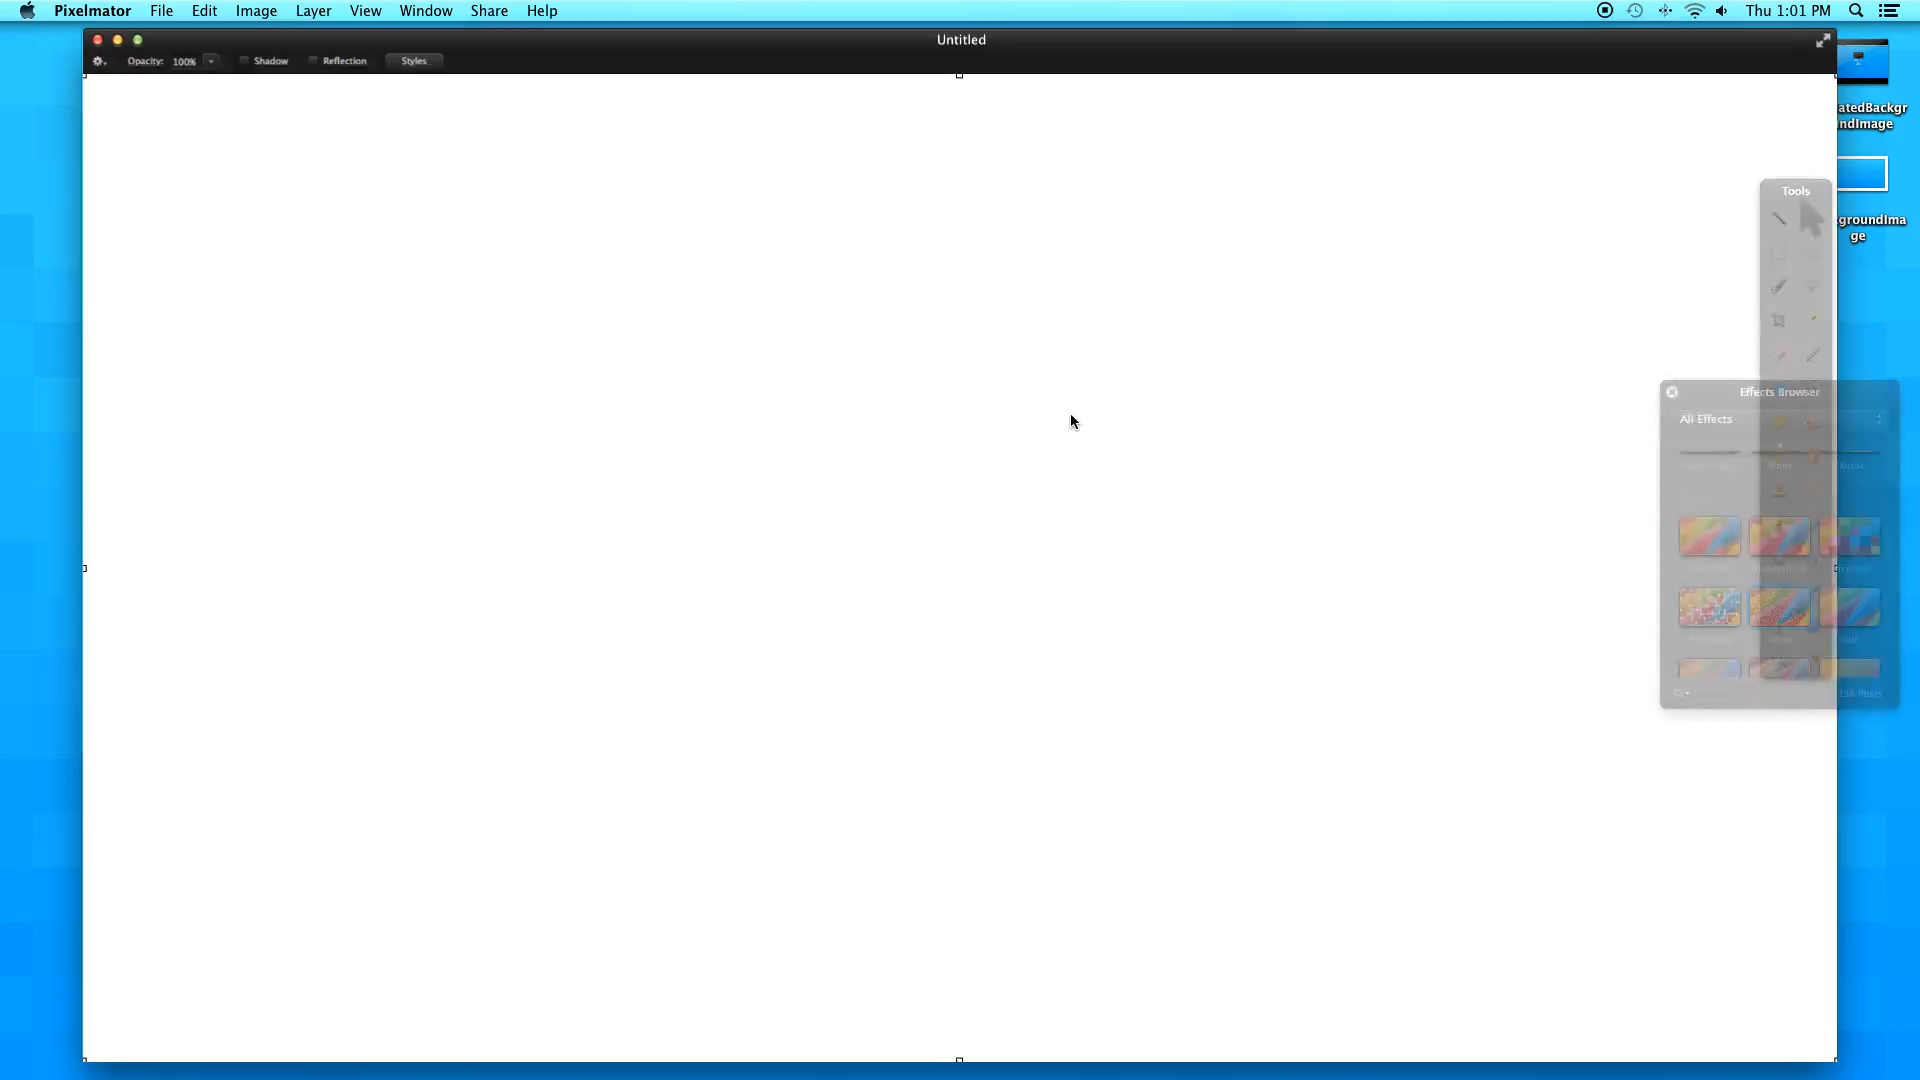 Pixelmator File Edit Image Layer View Window Share Help Thu 1:01 PM
Untitled
Opacity: 100% Shadow Reflection Styles
atedBackgr
ndImage
groundIma
ge
Tools
Effects Browser
All Effects